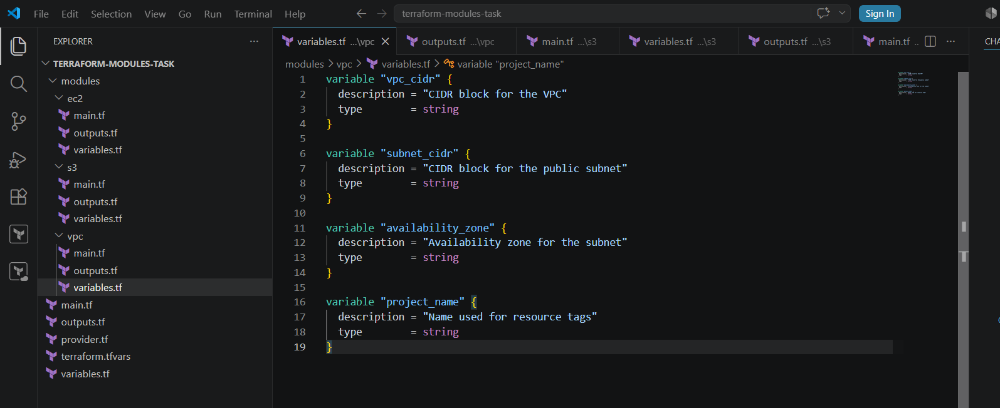 File Edit Selection View Go Run Terminal Help
terraform-modules-task
Sign In
EXPLORER
TERRAFORM-MODULES-TASK
modules
ec2
main.tf
outputs.tf
variables.tf
s3
main.tf
outputs.tf
variables.tf
vpc
main.tf
outputs.tf
variables.tf
main.tf
outputs.tf
provider.tf
terraform.tfvars
variables.tf
variables.tf ...\vpc outputs.tf ...\vpc main.tf ...\s3 variables.tf ...\s3 outputs.tf ...\s3 main.tf ..
CHA
modules > vpc > variables.tf > variable "project_name"
1 variable "vpc_cidr" {
2   description = "CIDR block for the VPC"
3   type        = string
4 }
5
6 variable "subnet_cidr" {
7   description = "CIDR block for the public subnet"
8   type        = string
9 }
10
11 variable "availability_zone" {
12   description = "Availability zone for the subnet"
13   type        = string
14 }
15
16 variable "project_name" {
17   description = "Name used for resource tags"
18   type        = string
19 }